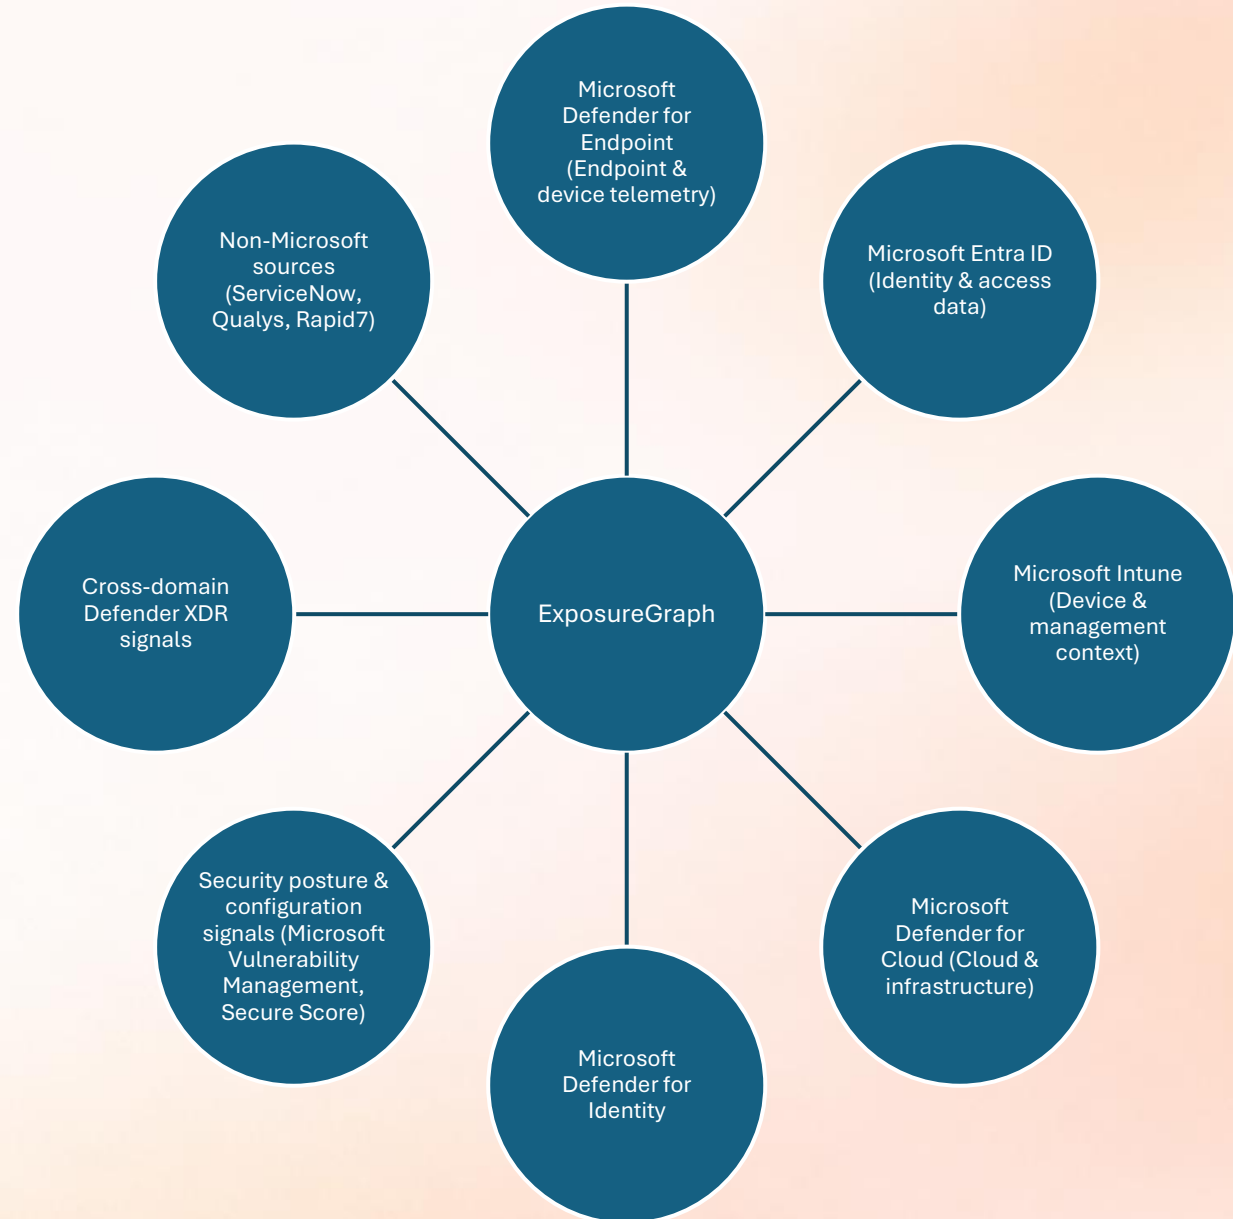 Microsoft
Defender for
Endpoint
(Endpoint &
device telemetry)
Microsoft Entra ID
(Identity & access
data)
Microsoft Intune
(Device &
management
context)
Microsoft
Defender for
Cloud (Cloud &
infrastructure)
Microsoft
Defender for
Identity
Security posture &
configuration
signals (Microsoft
Vulnerability
Management,
Secure Score)
Cross-domain
Defender XDR
signals
Non-Microsoft
sources
(ServiceNow,
Qualys, Rapid7)
ExposureGraph